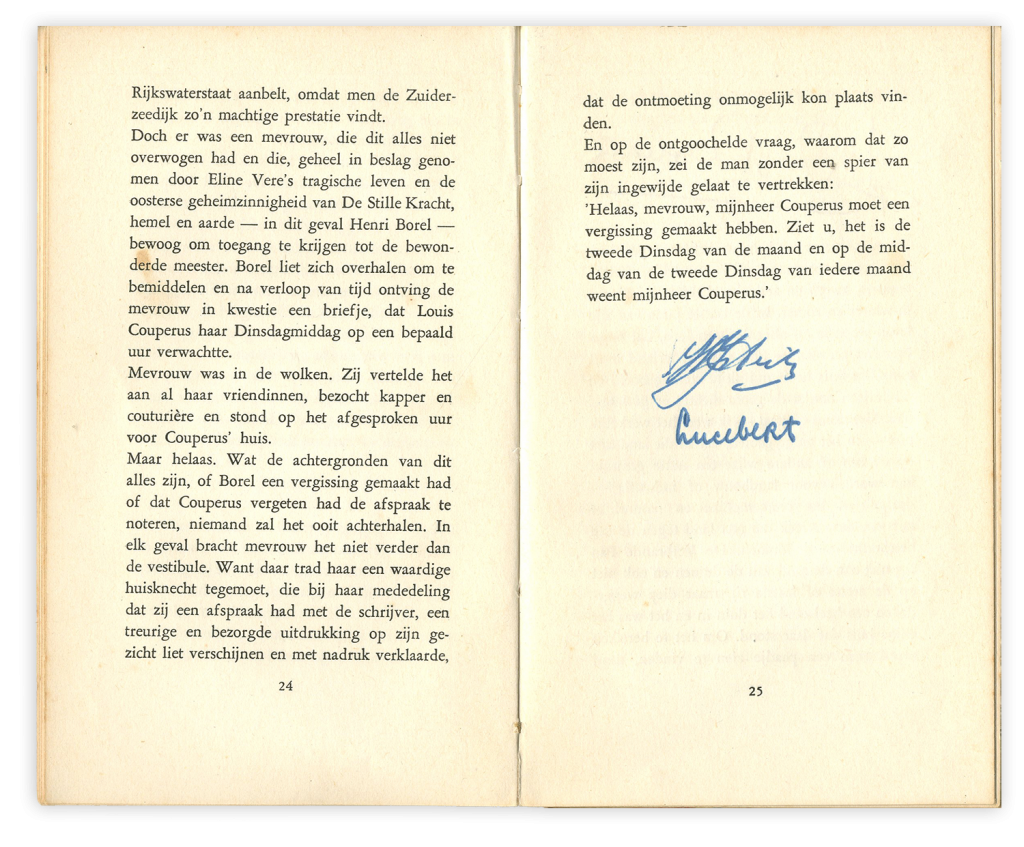 Rijkswaterstaat aanbelt, omdat men de Zuider-
zeedijk zo'n machtige prestatie vindt.
Doch er was een mevrouw, die dit alles niet
overwogen had en die, geheel in beslag geno-
men door Eline Vere's tragische leven en de
oosterse geheimzinnigheid van De Stille Kracht,
hemel en aarde — in dit geval Henri Borel —
bewoog om toegang te krijgen tot de bewon-
derde meester. Borel liet zich overhalen om te
bemiddelen en na verloop van tijd ontving de
mevrouw in kwestie een briefje, dat Louis
Couperus haar Dinsdagmiddag op een bepaald
uur verwachtte.
Mevrouw was in de wolken. Zij vertelde het
aan al haar vriendinnen, bezocht kapper en
couturière en stond op het afgesproken uur
voor Couperus' huis.
Maar helaas. Wat de achtergronden van dit
alles zijn, of Borel een vergissing gemaakt had
of dat Couperus vergeten had de afspraak te
noteren, niemand zal het ooit achterhalen. In
elk geval bracht mevrouw het niet verder dan
de vestibule. Want daar trad haar een waardige
huisknecht tegemoet, die bij haar mededeling
dat zij een afspraak had met de schrijver, een
treurige en bezorgde uitdrukking op zijn ge-
zicht liet verschijnen en met nadruk verklaarde,
24
dat de ontmoeting onmogelijk kon plaats vin-
den.
En op de ontgoochelde vraag, waarom dat zo
moest zijn, zei de man zonder een spier van
zijn ingewijde gelaat te vertrekken:
'Helaas, mevrouw, mijnheer Couperus moet een
vergissing gemaakt hebben. Ziet u, het is de
tweede Dinsdag van de maand en op de mid-
dag van de tweede Dinsdag van iedere maand
weent mijnheer Couperus.'
Lucebert
25